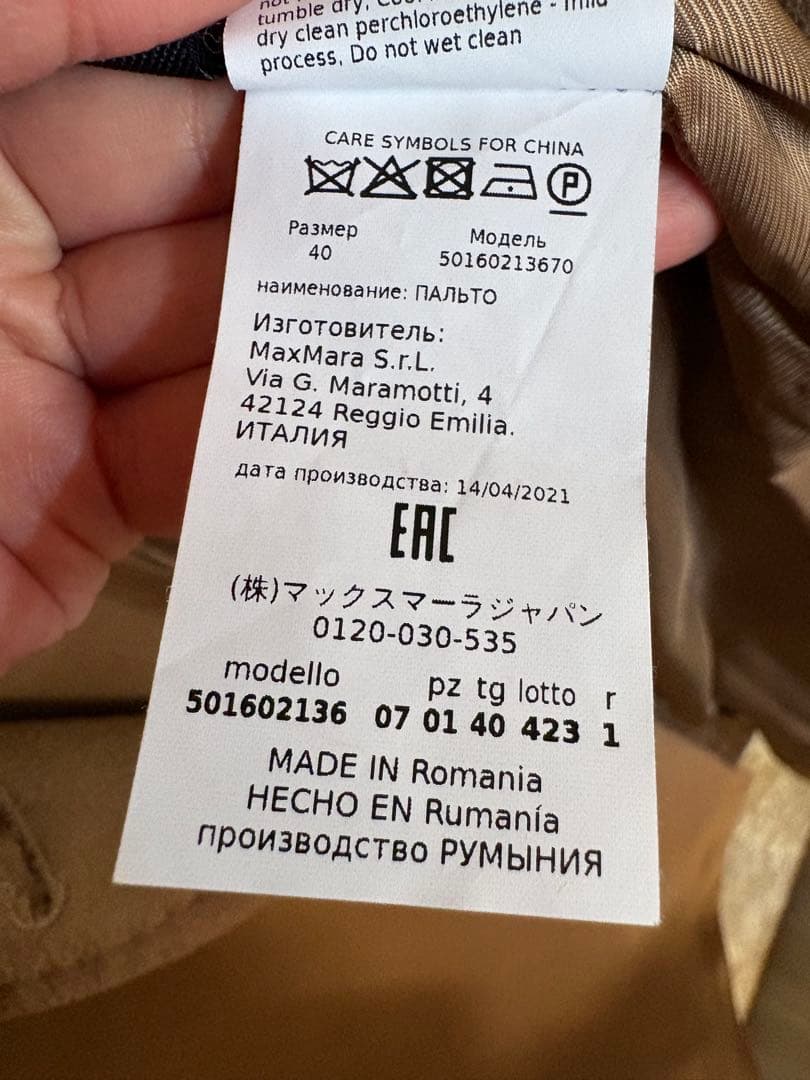 tumble dry.
dry clean perchloroethylene - mild
process. Do not wet clean
CARE SYMBOLS FOR CHINA
P
Размер Модель
40 50160213670
наименование: ПАЛЬТО
Изготовитель:
MaxMara S.r.L.
Via G. Maramotti, 4
42124 Reggio Emilia.
ИТАЛИЯ
дата производства: 14/04/2021
EAC
(株)マックスマーラジャパン
0120-030-535
modello pz tg lotto r
501602136 07 01 40 423 1
MADE IN Romania
HECHO EN Rumanía
производство РУМЫНИЯ